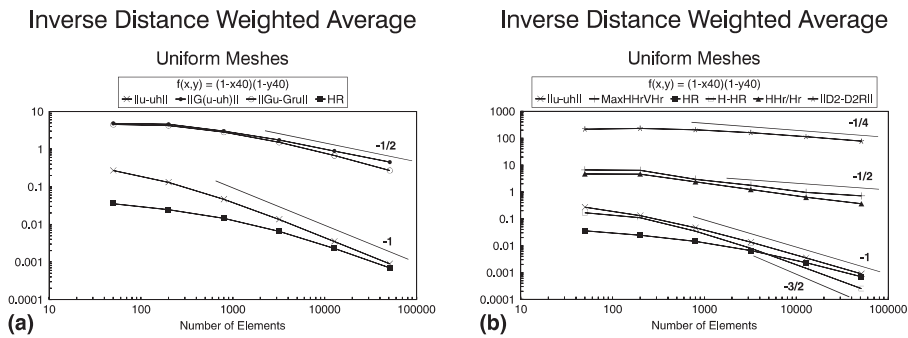 Inverse Distance Weighted Average
Uniform Meshes
f(x,y) = (1-x40)(1-y40)
||u-uh|| ||G(u-uh)|| ||Gu-Gru|| HR
10
1
0.1
0.01
0.001
0.0001
-1/2
-1
10 100 1000 10000 100000
Number of Elements
(a)
Inverse Distance Weighted Average
Uniform Meshes
f(x,y) = (1-x40)(1-y40)
||u-uh|| MaxHHrVHr HR H-HR HHr/Hr ||D2-D2R||
1000
100
10
1
0.1
0.01
0.001
0.0001
-1/4
-1/2
-1
-3/2
10 100 1000 10000 100000
Number of Elements
(b)